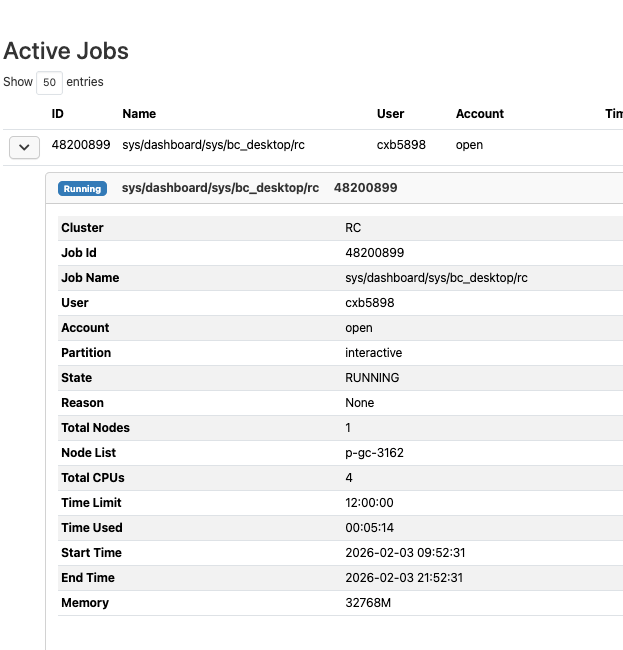 Active Jobs
Show 50 entries
ID Name User Account Tim
48200899 sys/dashboard/sys/bc_desktop/rc cxb5898 open
Running sys/dashboard/sys/bc_desktop/rc 48200899
Cluster RC
Job Id 48200899
Job Name sys/dashboard/sys/bc_desktop/rc
User cxb5898
Account open
Partition interactive
State RUNNING
Reason None
Total Nodes 1
Node List p-gc-3162
Total CPUs 4
Time Limit 12:00:00
Time Used 00:05:14
Start Time 2026-02-03 09:52:31
End Time 2026-02-03 21:52:31
Memory 32768M